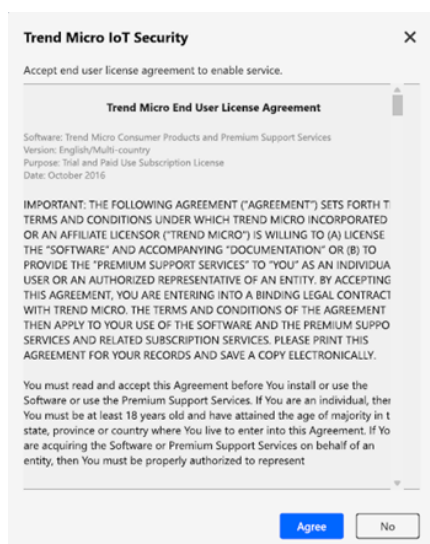 Trend Micro IoT Security
Accept end user license agreement to enable service.
Trend Micro End User License Agreement
Software: Trend Micro Consumer Products and Premium Support Services
Version: English/Multi-country
Purpose: Trial and Paid Use Subscription License
Date: October 2016
IMPORTANT: THE FOLLOWING AGREEMENT ("AGREEMENT") SETS FORTH T
TERMS AND CONDITIONS UNDER WHICH TREND MICRO INCORPORATED
OR AN AFFILIATE LICENSOR ("TREND MICRO") IS WILLING TO (A) LICENSE
THE "SOFTWARE" AND ACCOMPANYING "DOCUMENTATION" OR (B) TO
PROVIDE THE "PREMIUM SUPPORT SERVICES" TO "YOU" AS AN INDIVIDUA
USER OR AN AUTHORIZED REPRESENTATIVE OF AN ENTITY. BY ACCEPTING
THIS AGREEMENT, YOU ARE ENTERING INTO A BINDING LEGAL CONTRACT
WITH TREND MICRO. THE TERMS AND CONDITIONS OF THE AGREEMENT
THEN APPLY TO YOUR USE OF THE SOFTWARE AND THE PREMIUM SUPPO
SERVICES AND RELATED SUBSCRIPTION SERVICES. PLEASE PRINT THIS
AGREEMENT FOR YOUR RECORDS AND SAVE A COPY ELECTRONICALLY.
You must read and accept this Agreement before You install or use the
Software or use the Premium Support Services. If You are an individual, then
You must be at least 18 years old and have attained the age of majority in t
state, province or country where You live to enter into this Agreement. If Yo
are acquiring the Software or Premium Support Services on behalf of an
entity, then You must be properly authorized to represent
Agree
No